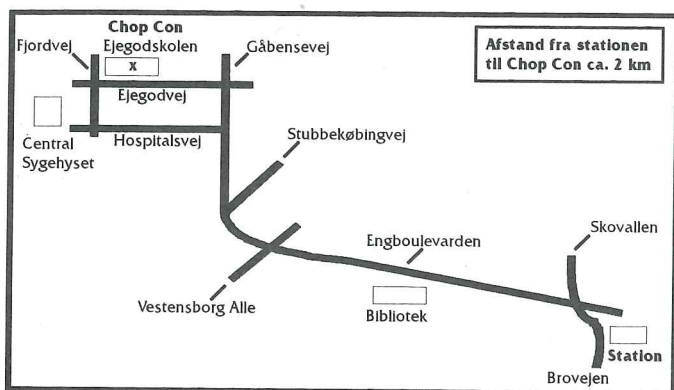 Chop Con
Fjordvej
Ejegodskolen
x
Gåbensevej
Afstand fra stationen
til Chop Con ca. 2 km
Ejegodvej
Hospitalsvej
Central
Sygehyset
Stubbekøbingvej
Skovallen
Engboulevarden
Vestensborg Alle
Bibliotek
Station
Brovejen